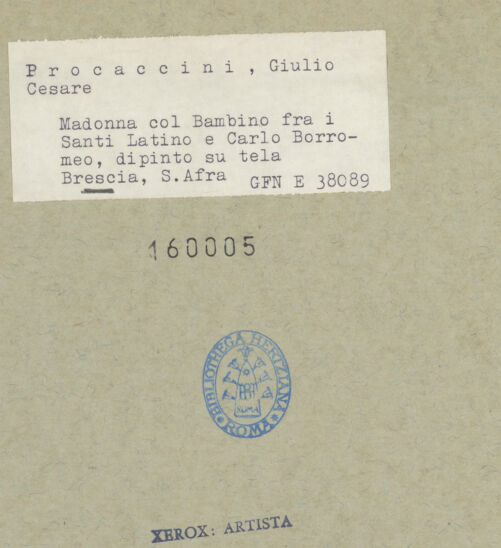 Procaccini, Giulio
Cesare
Madonna col Bambino fra i
Santi Latino e Carlo Borro-
meo, dipinto su tela
Brescia, S.Afra GFN E 38089
160005
BIBLIOTHECA HERTZIANA
ROMA
ROMA
XEROX: ARTISTA